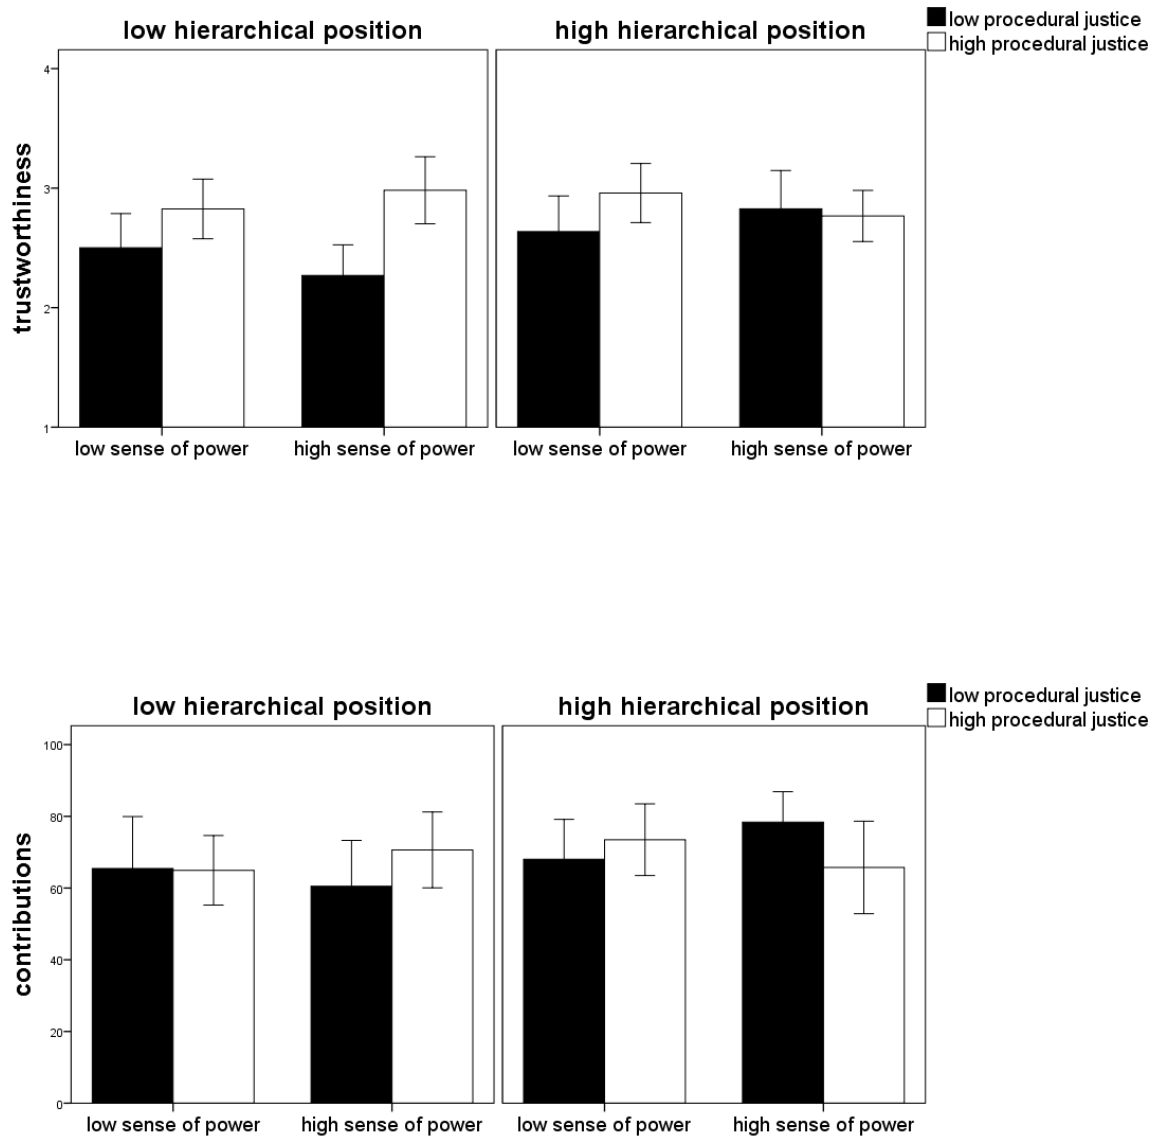 low hierarchical position
high hierarchical position
low procedural justice
high procedural justice
trustworthiness
4
3
2
1
low sense of power
high sense of power
low sense of power
high sense of power
low hierarchical position
high hierarchical position
low procedural justice
high procedural justice
contributions
100
80
60
40
20
0
low sense of power
high sense of power
low sense of power
high sense of power